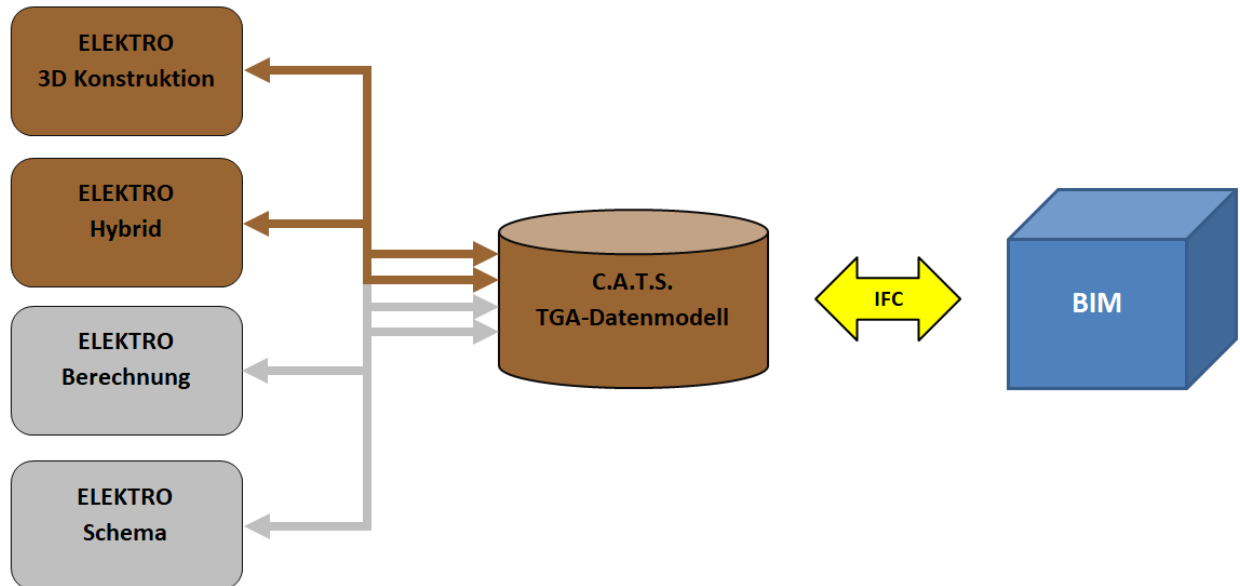 ELEKTRO
3D Konstruktion
ELEKTRO
Hybrid
ELEKTRO
Berechnung
ELEKTRO
Schema
C.A.T.S.
TGA-Datenmodell
IFC
BIM